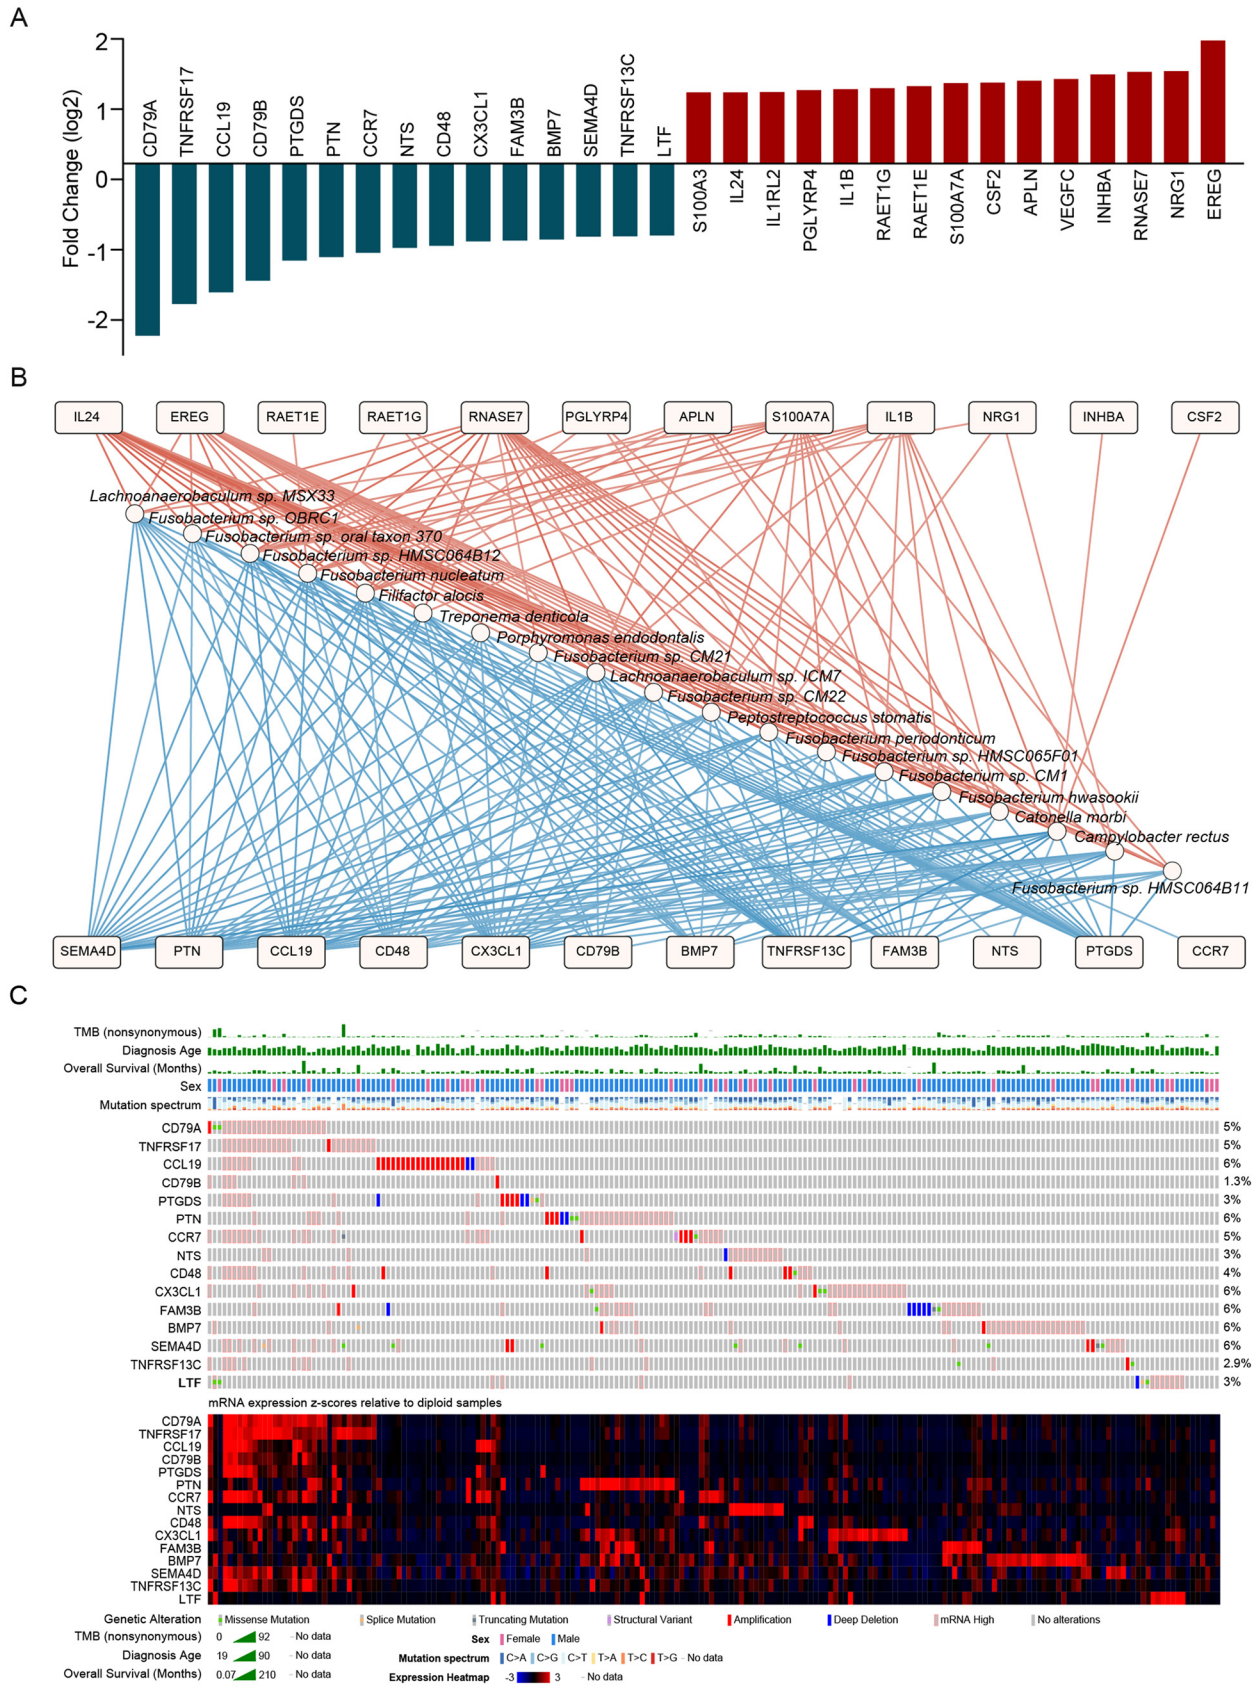 A
Fold Change (log2)
2
1
0
-1
-2
CD79A
TNFRSF17
CCL19
CD79B
PTGDS
PTN
CCR7
NTS
CD48
CX3CL1
FAM3B
BMP7
SEMA4D
TNFRSF13C
LTF
S100A3
IL24
IL1RL2
PGLYRP4
IL1B
RAET1G
RAET1E
S100A7A
CSF2
APLN
VEGFC
INHBA
RNASE7
NRG1
EREG
B
IL24 EREG RAET1E RAET1G RNASE7 PGLYRP4 APLN S100A7A IL1B NRG1 INHBA CSF2
Lachnoanaerobaculum sp. MSX33
Fusobacterium sp. OBRC1
Fusobacterium sp. oral taxon 370
Fusobacterium sp. HMSC064B12
Fusobacterium nucleatum
Filifactor alocis
Treponema denticola
Porphyromonas endodontalis
Fusobacterium sp. CM21
Lachnoanaerobaculum sp. ICM7
Fusobacterium sp. CM22
Peptostreptococcus stomatis
Fusobacterium periodonticum
Fusobacterium sp. HMSC065F01
Fusobacterium sp. CM1
Fusobacterium hwasookii
Catonella morbi
Campylobacter rectus
Fusobacterium sp. HMSC064B11
SEMA4D PTN CCL19 CD48 CX3CL1 CD79B BMP7 TNFRSF13C FAM3B NTS PTGDS CCR7
C
TMB (nonsynonymous)
Diagnosis Age
Overall Survival (Months)
Sex
Mutation spectrum
CD79A 5%
TNFRSF17 5%
CCL19 6%
CD79B 1.3%
PTGDS 3%
PTN 6%
CCR7 5%
NTS 3%
CD48 4%
CX3CL1 6%
FAM3B 6%
BMP7 6%
SEMA4D 6%
TNFRSF13C 2.9%
LTF 3%
mRNA expression z-scores relative to diploid samples
CD79A
TNFRSF17
CCL19
CD79B
PTGDS
PTN
CCR7
NTS
CD48
CX3CL1
FAM3B
BMP7
SEMA4D
TNFRSF13C
LTF
Genetic Alteration Missense Mutation Splice Mutation Truncating Mutation Structural Variant Amplification Deep Deletion mRNA High No alterations
TMB (nonsynonymous) 0 92 - No data Sex Female Male
Diagnosis Age 19 90 - No data Mutation spectrum C>A C>G C>T T>A T>C T>G - No data
Overall Survival (Months) 0.07 210 - No data Expression Heatmap -3 3 - No data